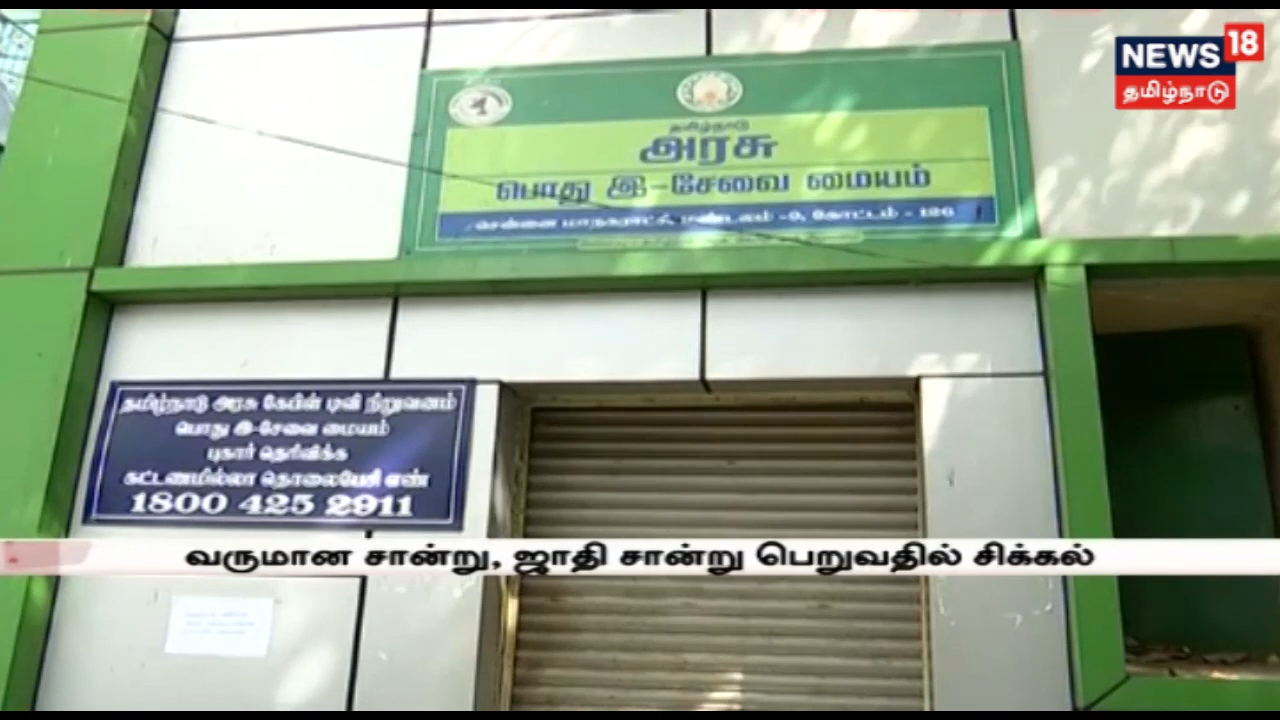 NEWS 18
தமிழ்நாடு
தமிழ்நாடு
அரசு
பொது இ-சேவை மையம்
சென்னை மாநகராட்சி, மண்டலம் -9, கோட்டம் - 126
தமிழ்நாடு அரசு கேபிள் டிவி நிறுவனம்
பொது இ-சேவை மையம்
புகார் தெரிவிக்க
கட்டணமில்லா தொலைபேசி எண்
1800 425 2911
வருமான சான்று, ஜாதி சான்று பெறுவதில் சிக்கல்